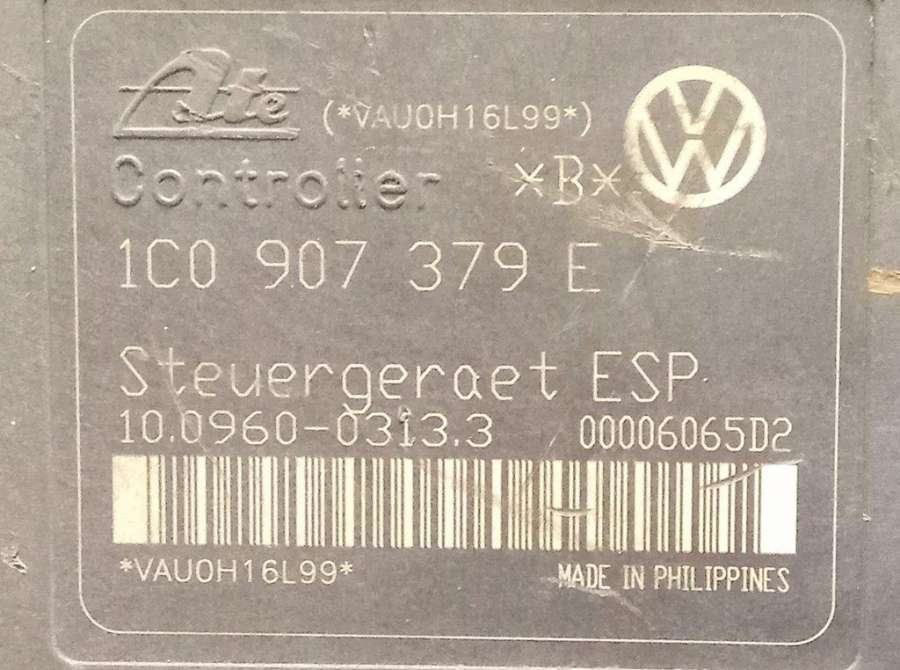 Ate (*VAU0H16L99*)
Controller *B*
1C0 907 379 E
Steuergeraet ESP
10.0960-0313.3 00006065D2
*VAU0H16L99*
MADE IN PHILIPPINES